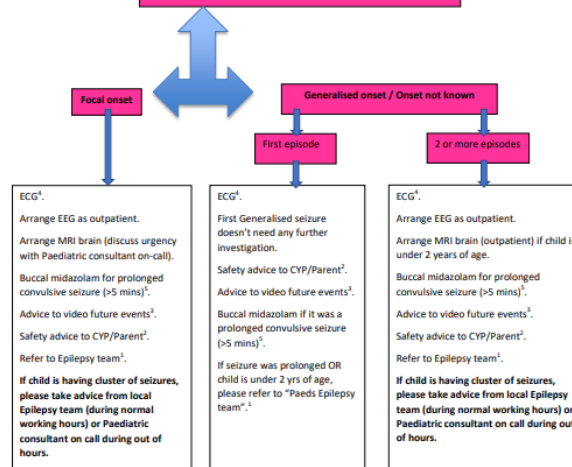 Focal onset
Generalised onset / Onset not known
First episode
2 or more episodes
ECG⁴.
Arrange EEG as outpatient.
Arrange MRI brain (discuss urgency
with Paediatric consultant on-call).
Buccal midazolam for prolonged
convulsive seizure (>5 mins)⁵.
Advice to video future events³.
Safety advice to CYP/Parent².
Refer to Epilepsy team¹.
If child is having cluster of seizures,
please take advice from local
Epilepsy team (during normal
working hours) or Paediatric
consultant on call during out of
hours.
ECG⁴.
First Generalised seizure
doesn't need any further
investigation.
Safety advice to CYP/Parent².
Advice to video future events³.
Buccal midazolam if it was a
prolonged convulsive seizure
(>5 mins)⁵.
If seizure was prolonged OR
child is under 2 yrs of age,
please refer to "Paeds Epilepsy
team".¹
ECG⁴.
Arrange EEG as outpatient.
Arrange MRI brain (outpatient) if child is
under 2 years of age.
Buccal midazolam for prolonged
convulsive seizure (>5 mins)⁵.
Advice to video future events³.
Safety advice to CYP/Parent².
Refer to Epilepsy team¹.
If child is having cluster of seizures,
please take advice from local Epilepsy
team (during normal working hours) or
Paediatric consultant on call during out
of hours.